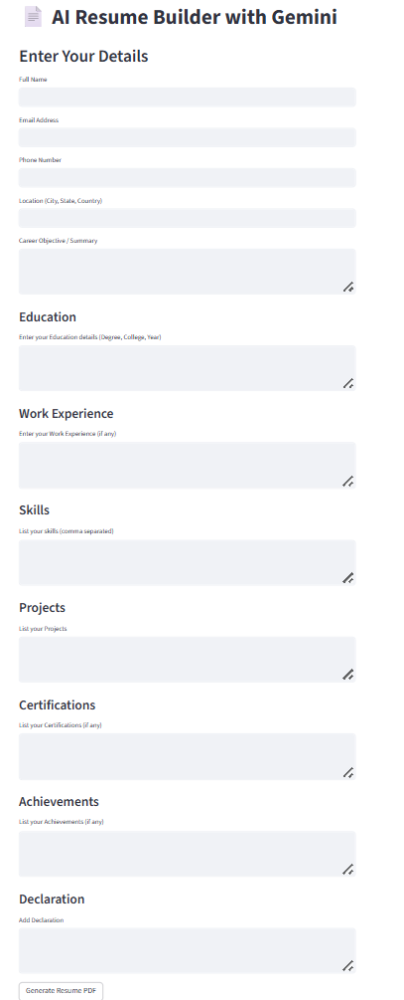 AI Resume Builder with Gemini
Enter Your Details
Full Name
Email Address
Phone Number
Location (City, State, Country)
Career Objective / Summary
Education
Enter your Education details (Degree, College, Year)
Work Experience
Enter your Work Experience (if any)
Skills
List your skills (comma separated)
Projects
List your Projects
Certifications
List your Certifications (if any)
Achievements
List your Achievements (if any)
Declaration
Add Declaration
Generate Resume PDF